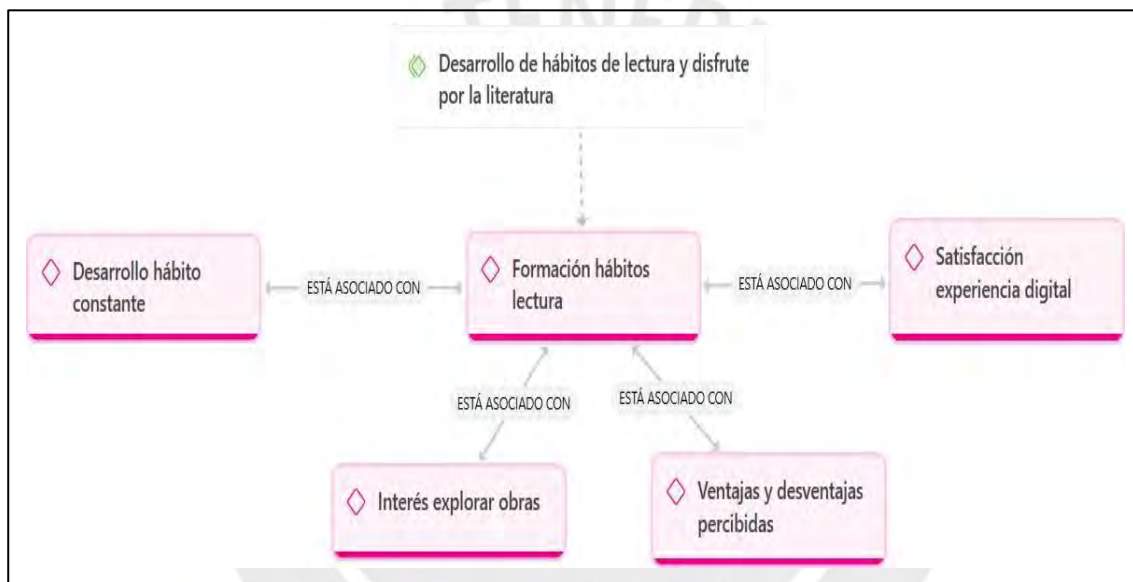 Desarrollo de hábitos de lectura y disfrute
por la literatura
Desarrollo hábito
constante
ESTÁ ASOCIADO CON
Formación hábitos
lectura
ESTÁ ASOCIADO CON
Satisfacción
experiencia digital
ESTÁ ASOCIADO CON
ESTÁ ASOCIADO CON
Interés explorar obras
Ventajas y desventajas
percibidas